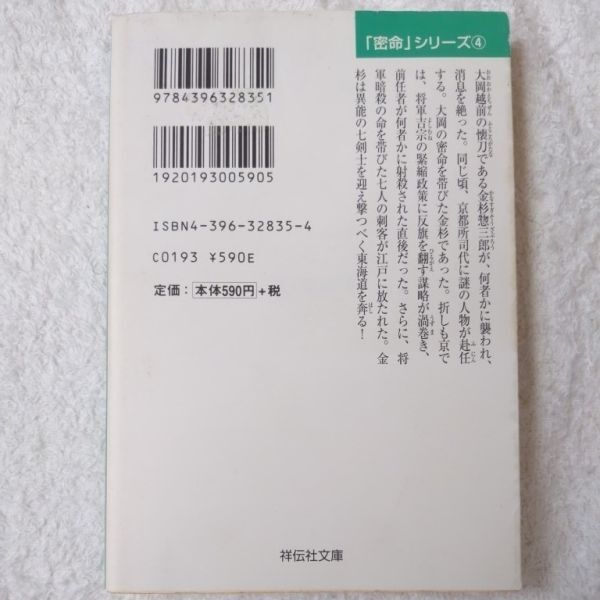 「密命」シリーズ④
大岡越前の懐刀である金杉惣三郎が、何者かに襲われ、
消息を絶った。同じ頃、京都所司代に謎の人物が赴任
する。大岡の密命を帯びた金杉であった。折しも京で
は、将軍吉宗の緊縮政策に反旗を翻す謀略が渦巻き、
前任者が何者かに射殺された直後だった。さらに、将
軍暗殺の命を帯びた七人の刺客が江戸に放たれた。金
杉は異能の七剣士を迎え撃つべく東海道を奔る！
9784396328351
1920193005905
ISBN4-396-32835-4
C0193 ¥590E
定価：本体590円+税
祥伝社文庫